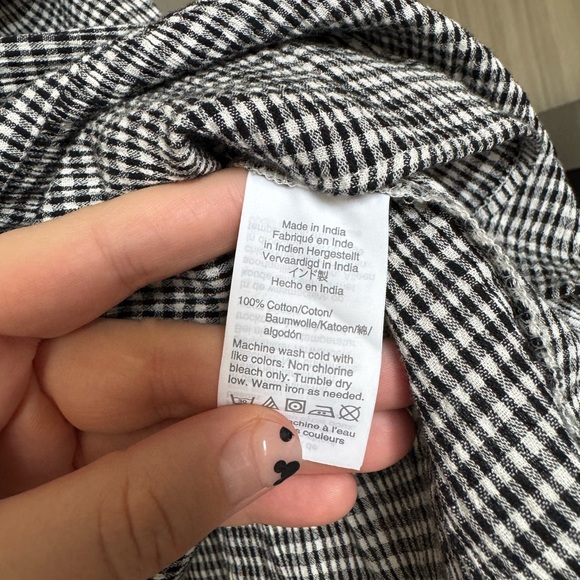 Made in India
Fabriqué en Inde
in Indien Hergestellt
Vervaardigd in India
インド製
Hecho en India
100% Cotton/Coton/
Baumwolle/Katoen/綿/
algodón
Machine wash cold with
like colors. Non chlorine
bleach only. Tumble dry
low. Warm iron as needed.
à l'eau
couleurs